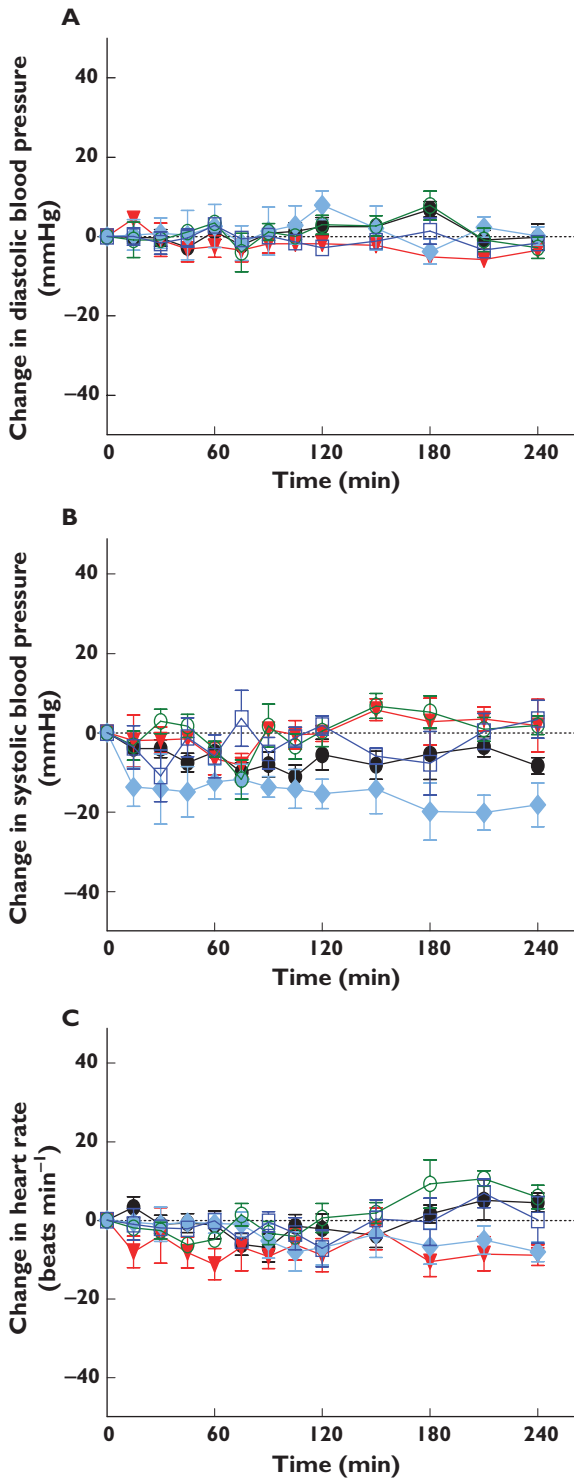 A
Change in diastolic blood pressure
(mmHg)
40
20
0
−20
−40
0 60 120 180 240
Time (min)
B
Change in systolic blood pressure
(mmHg)
40
20
0
−20
−40
0 60 120 180 240
Time (min)
C
Change in heart rate
(beats min⁻¹)
40
20
0
−20
−40
0 60 120 180 240
Time (min)